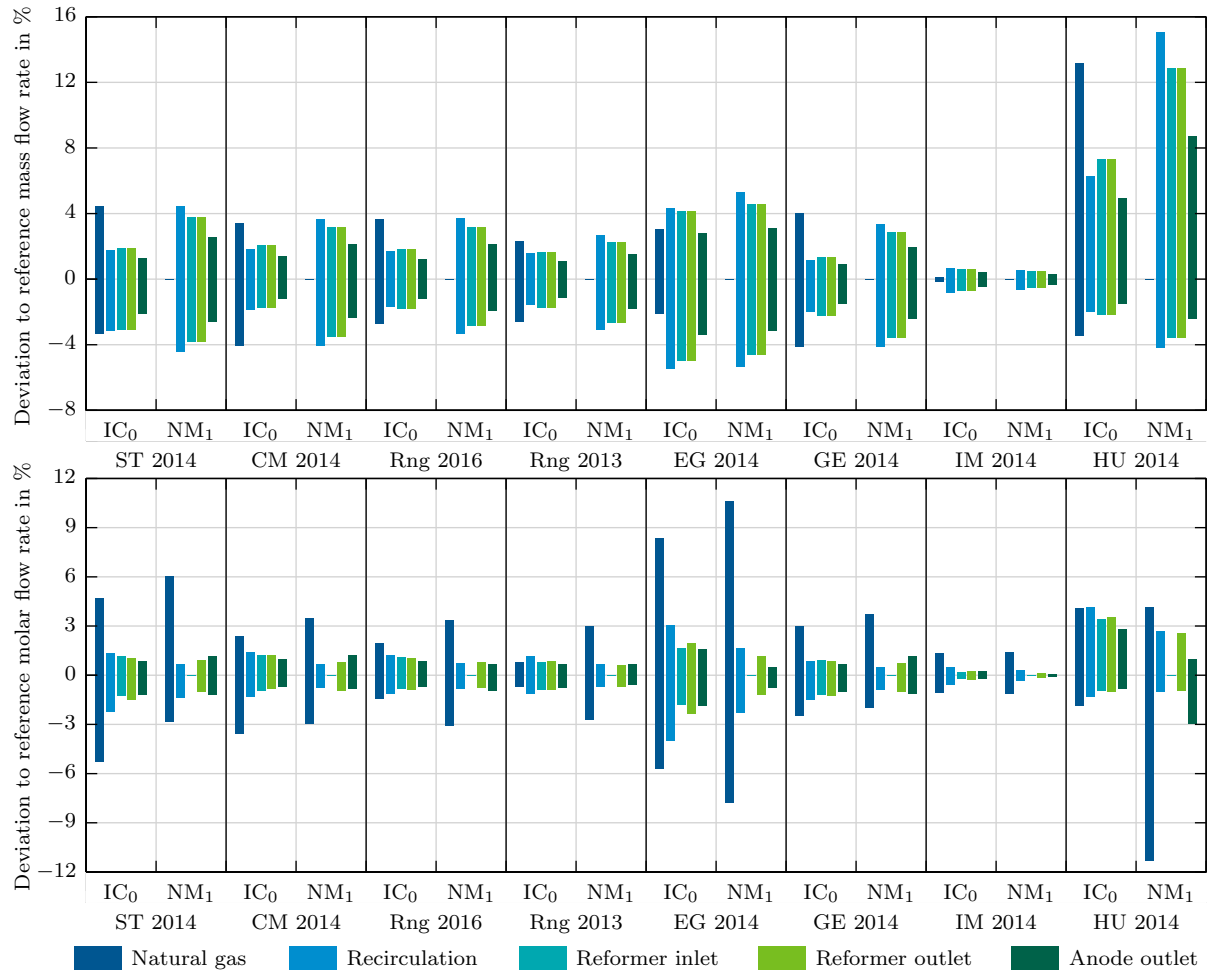 Deviation to reference mass flow rate in %
16
12
8
4
0
−4
−8
IC₀ NM₁ IC₀ NM₁ IC₀ NM₁ IC₀ NM₁ IC₀ NM₁ IC₀ NM₁ IC₀ NM₁ IC₀ NM₁
ST 2014 CM 2014 Rng 2016 Rng 2013 EG 2014 GE 2014 IM 2014 HU 2014
Deviation to reference molar flow rate in %
12
9
6
3
0
−3
−6
−9
−12
IC₀ NM₁ IC₀ NM₁ IC₀ NM₁ IC₀ NM₁ IC₀ NM₁ IC₀ NM₁ IC₀ NM₁ IC₀ NM₁
ST 2014 CM 2014 Rng 2016 Rng 2013 EG 2014 GE 2014 IM 2014 HU 2014
Natural gas Recirculation Reformer inlet Reformer outlet Anode outlet